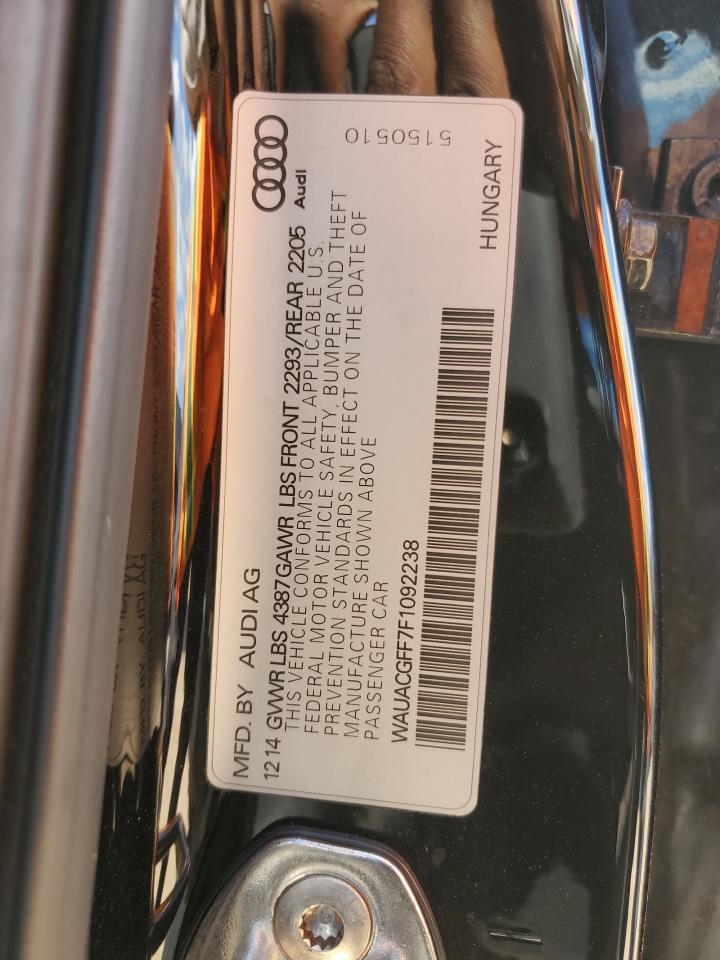 MFD. BY AUDI AG
12 14 GVWR LBS 4387 GAWR LBS FRONT 2293/REAR 2205
Audi
THIS VEHICLE CONFORMS TO ALL APPLICABLE U.S.
FEDERAL MOTOR VEHICLE SAFETY, BUMPER AND THEFT
PREVENTION STANDARDS IN EFFECT ON THE DATE OF
MANUFACTURE SHOWN ABOVE
PASSENGER CAR
WAUACGFF7F1092238
HUNGARY
5150510